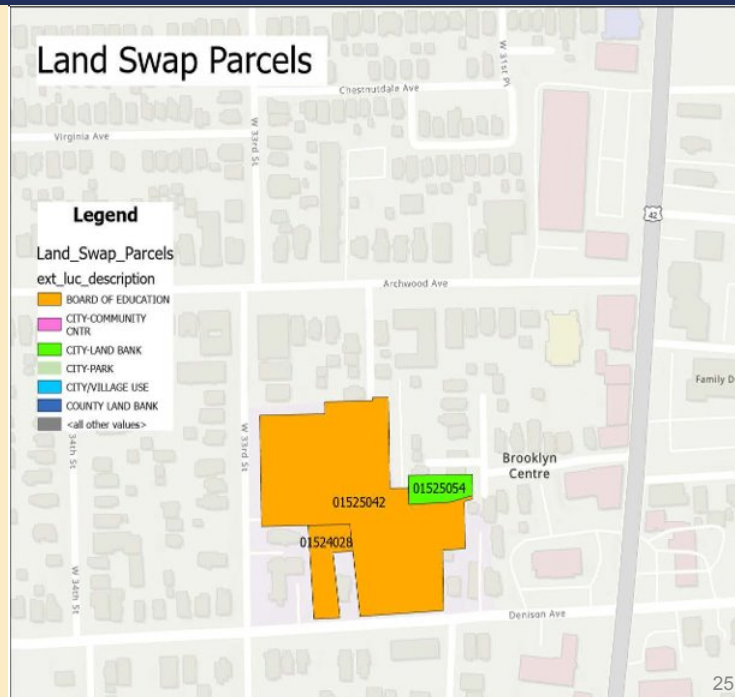 Land Swap Parcels
W 31st Pl
Chestnutdale Ave
W 33rd St
Virginia Ave
42
Legend
Land_Swap_Parcels
ext_luc_description
BOARD OF EDUCATION
CITY-COMMUNITY
CNTR
CITY-LAND BANK
CITY-PARK
CITY/VILLAGE USE
COUNTY LAND BANK
<all other values>
Archwood Ave
Family D
34th St
W 33rd St
Brooklyn
Centre
01525054
01525042
01524028
W 34th St
Denison Ave
25